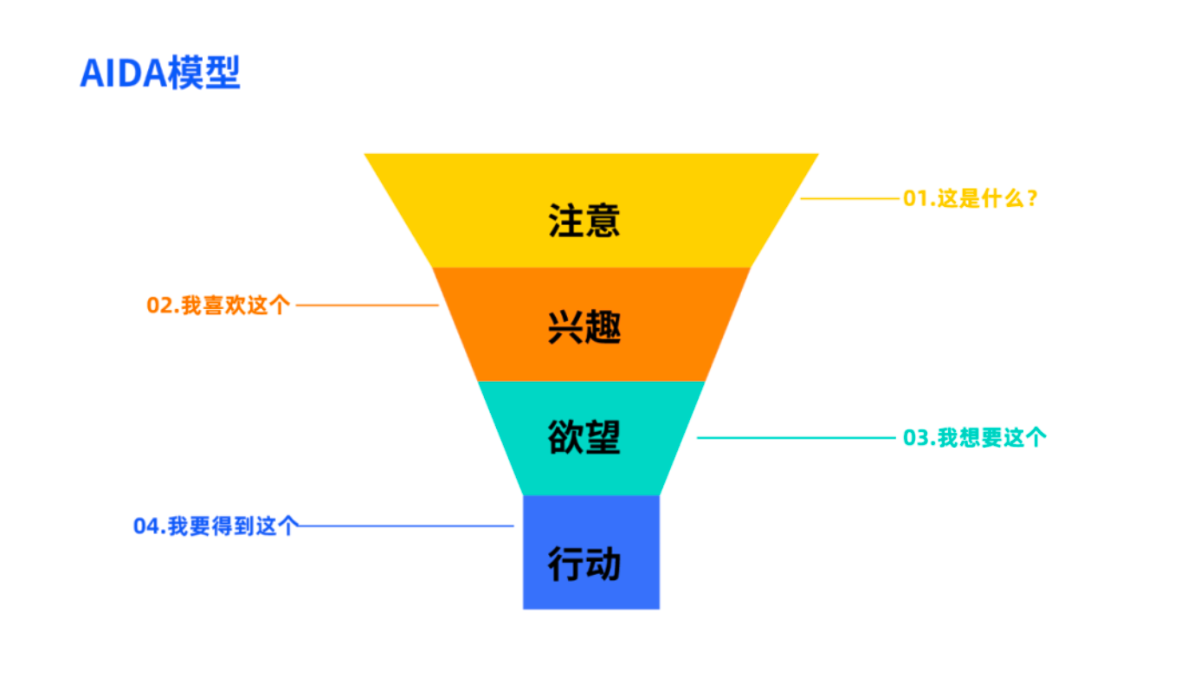 AIDA模型
注意
01.这是什么?
02.我喜欢这个
兴趣
欲望
03.我想要这个
04.我要得到这个
行动